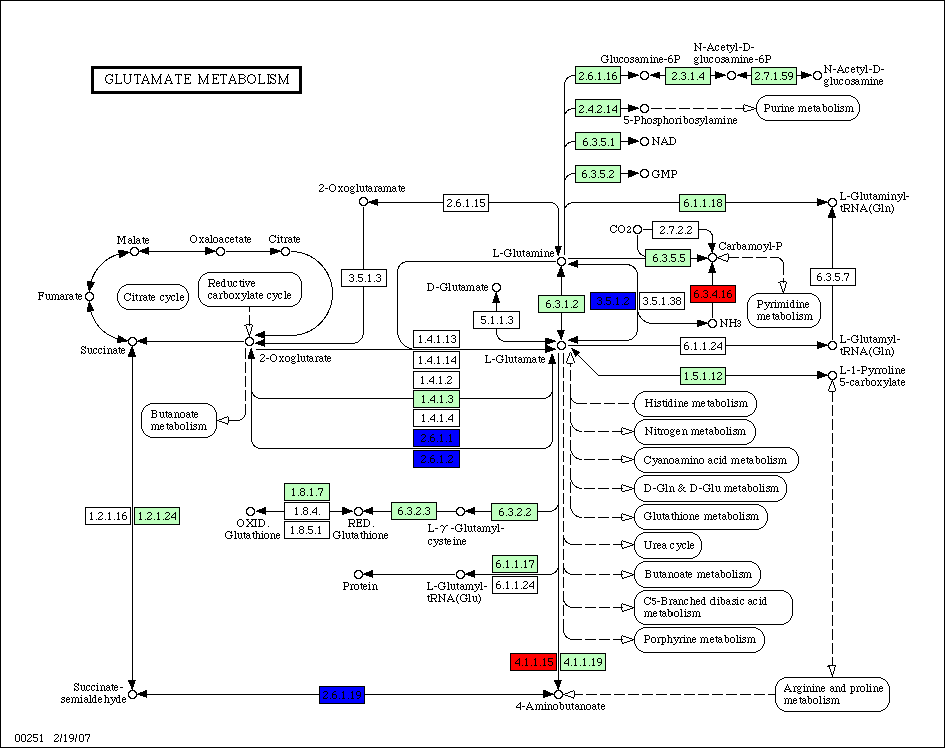 GLUTAMATE METABOLISM
Glucosamine-6P
N-Acetyl-D-
glucosamine-6P
2.6.1.16
2.3.1.4
2.7.1.59
N-Acetyl-D-
glucosamine
2.4.2.14
5-Phosphoribosylamine
Purine metabolism
6.3.5.1
NAD
6.3.5.2
GMP
2-Oxoglutaramate
2.6.1.15
6.1.1.18
L-Glutaminyl-
tRNA(Gln)
CO2
2.7.2.2
Carbamoyl-P
6.3.5.5
Malate
Oxaloacetate
Citrate
L-Glutamine
3.5.1.3
D-Glutamate
6.3.1.2
3.5.1.2
3.5.1.38
6.3.4.16
6.3.5.7
Fumarate
Citrate cycle
Reductive
carboxylate cycle
Pyrimidine
metabolism
5.1.1.3
NH3
Succinate
2-Oxoglutarate
1.4.1.13
1.4.1.14
1.4.1.2
1.4.1.3
1.4.1.4
2.6.1.1
2.6.1.2
L-Glutamate
6.1.1.24
L-Glutamyl-
tRNA(Gln)
1.5.1.12
L-1-Pyrroline
5-carboxylate
Butanoate
metabolism
Histidine metabolism
Nitrogen metabolism
Cyanoamino acid metabolism
D-Gln & D-Glu metabolism
Glutathione metabolism
Urea cycle
Butanoate metabolism
C5-Branched dibasic acid
metabolism
Porphyrine metabolism
1.2.1.16
1.2.1.24
OXID.
Glutathione
1.8.1.7
1.8.4.
1.8.5.1
RED.
Glutathione
6.3.2.3
L-γ-Glutamyl-
cysteine
6.3.2.2
Protein
L-Glutamyl-
tRNA(Glu)
6.1.1.17
6.1.1.24
4.1.1.15
4.1.1.19
Succinate-
semialdehyde
2.6.1.19
4-Aminobutanoate
Arginine and proline
metabolism
00251 2/19/07